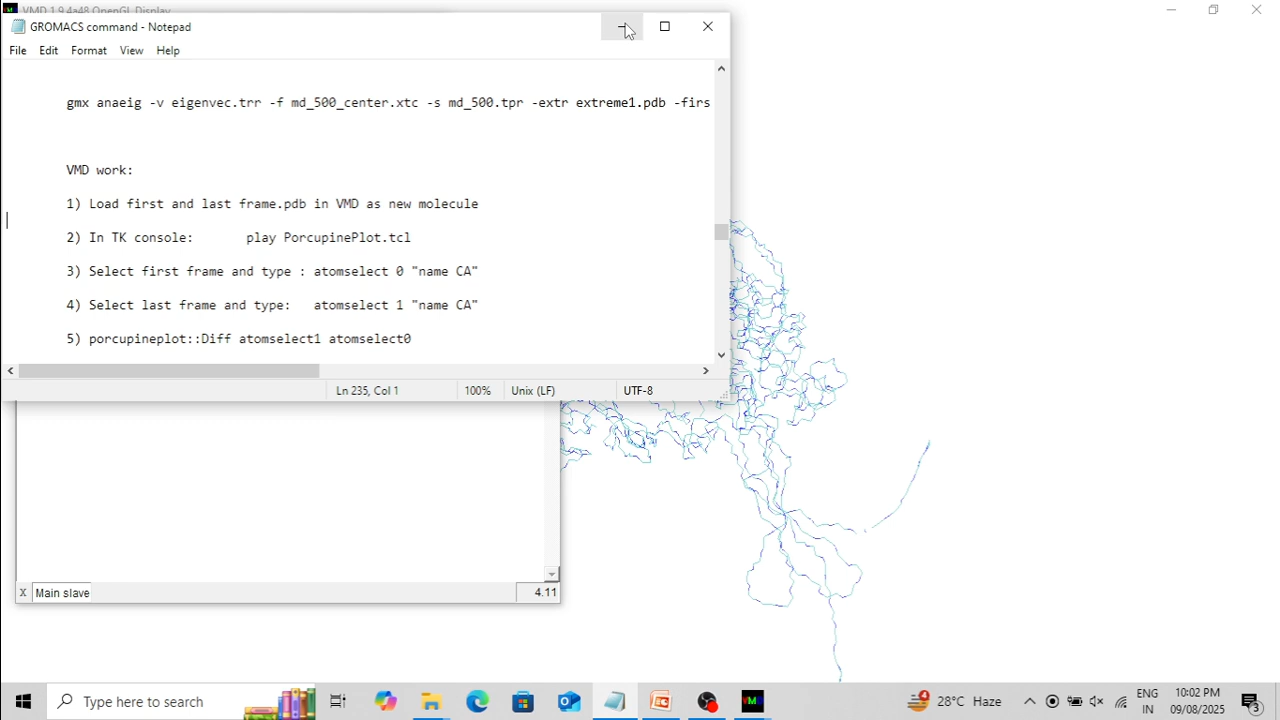 VMD 1.9.4a48 OpenGL Display
GROMACS command - Notepad
File Edit Format View Help
gmx anaeig -v eigenvec.trr -f md_500_center.xtc -s md_500.tpr -extr extreme1.pdb -firs
VMD work:
1) Load first and last frame.pdb in VMD as new molecule
2) In TK console: play PorcupinePlot.tcl
3) Select first frame and type : atomselect 0 "name CA"
4) Select last frame and type: atomselect 1 "name CA"
5) porcupineplot::Diff atomselect1 atomselect0
Ln 235, Col 1 100% Unix (LF) UTF-8
X Main slave 4.11
Type here to search
4 28°C Haze
ENG
IN
10:02 PM
09/08/2025
3